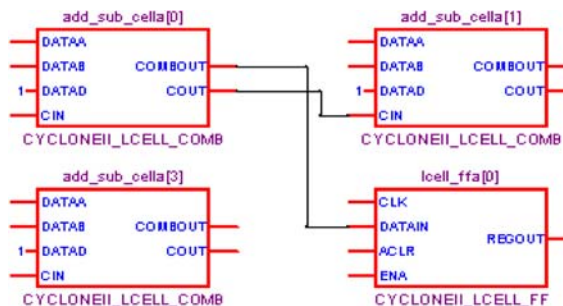 add_sub_cella[0]
DATAA
DATAB
COMBOUT
1
DATAD
COUT
CIN
CYCLONEII_LCELL_COMB
add_sub_cella[1]
DATAA
DATAB
COMBOUT
1
DATAD
COUT
CIN
CYCLONEII_LCELL_COMB
add_sub_cella[3]
DATAA
DATAB
COMBOUT
1
DATAD
COUT
CIN
CYCLONEII_LCELL_COMB
lcell_ffa[0]
CLK
DATAIN
REGOUT
ACLR
ENA
CYCLONEII_LCELL_FF